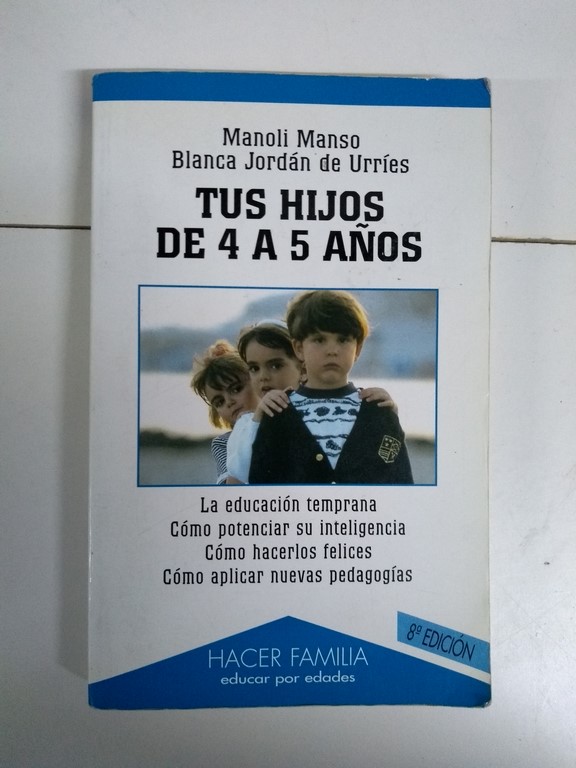 Manoli Manso
Blanca Jordán de Urríes
TUS HIJOS
DE 4 A 5 AÑOS
La educación temprana
Cómo potenciar su inteligencia
Cómo hacerlos felices
Cómo aplicar nuevas pedagogías
8º EDICIÓN
HACER FAMILIA
educar por edades